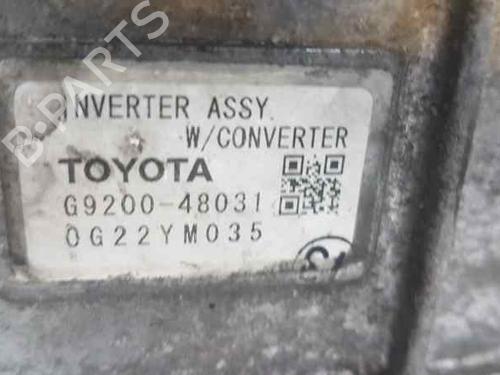 B-PARTS
INVERTER ASSY
W/CONVERTER
TOYOTA
G9200-48031
0G22YM035